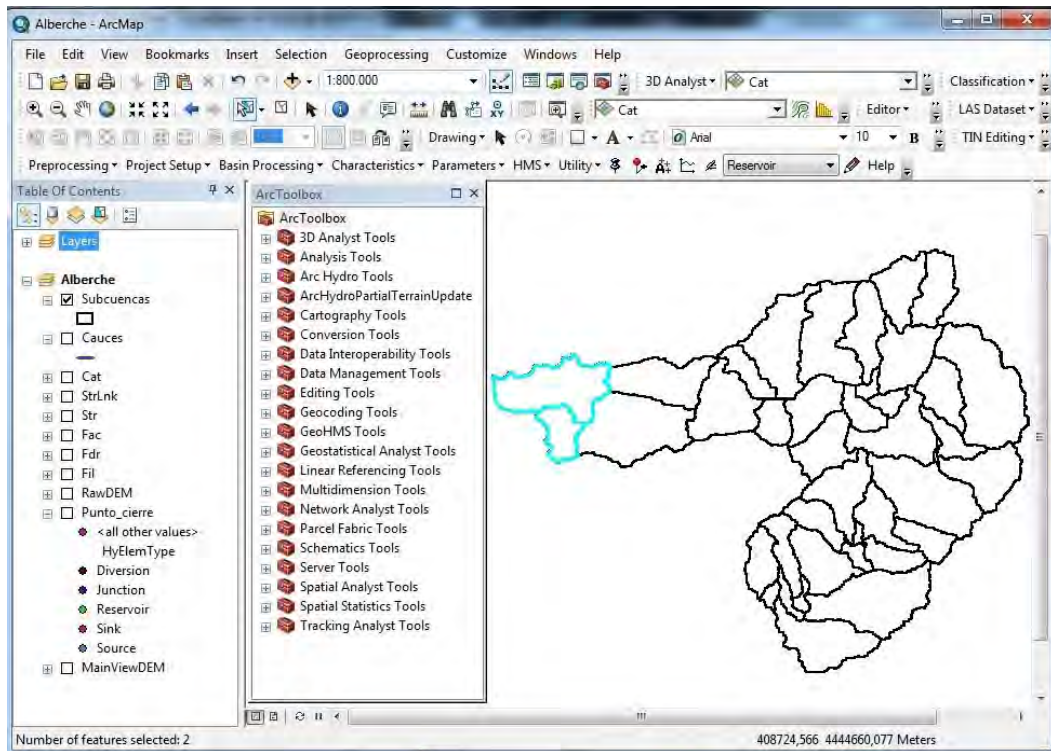 Alberche - ArcMap
File Edit View Bookmarks Insert Selection Geoprocessing Customize Windows Help
1:800.000 3D Analyst Cat Classification
Cat Editor LAS Dataset
Drawing A Arial 10 B TIN Editing
Preprocessing Project Setup Basin Processing Characteristics Parameters HMS Utility Reservoir Help
Table Of Contents
Layers
Alberche
Subcuencas
Cauces
Cat
StrLnk
Str
Fac
Fdr
Fil
RawDEM
Punto_cierre
<all other values>
HyElemType
Diversion
Junction
Reservoir
Sink
Source
MainViewDEM
ArcToolbox
ArcToolbox
3D Analyst Tools
Analysis Tools
Arc Hydro Tools
ArcHydroPartialTerrainUpdate
Cartography Tools
Conversion Tools
Data Interoperability Tools
Data Management Tools
Editing Tools
Geocoding Tools
GeoHMS Tools
Geostatistical Analyst Tools
Linear Referencing Tools
Multidimension Tools
Network Analyst Tools
Parcel Fabric Tools
Schematics Tools
Server Tools
Spatial Analyst Tools
Spatial Statistics Tools
Tracking Analyst Tools
Number of features selected: 2
408724,566 4444660,077 Meters